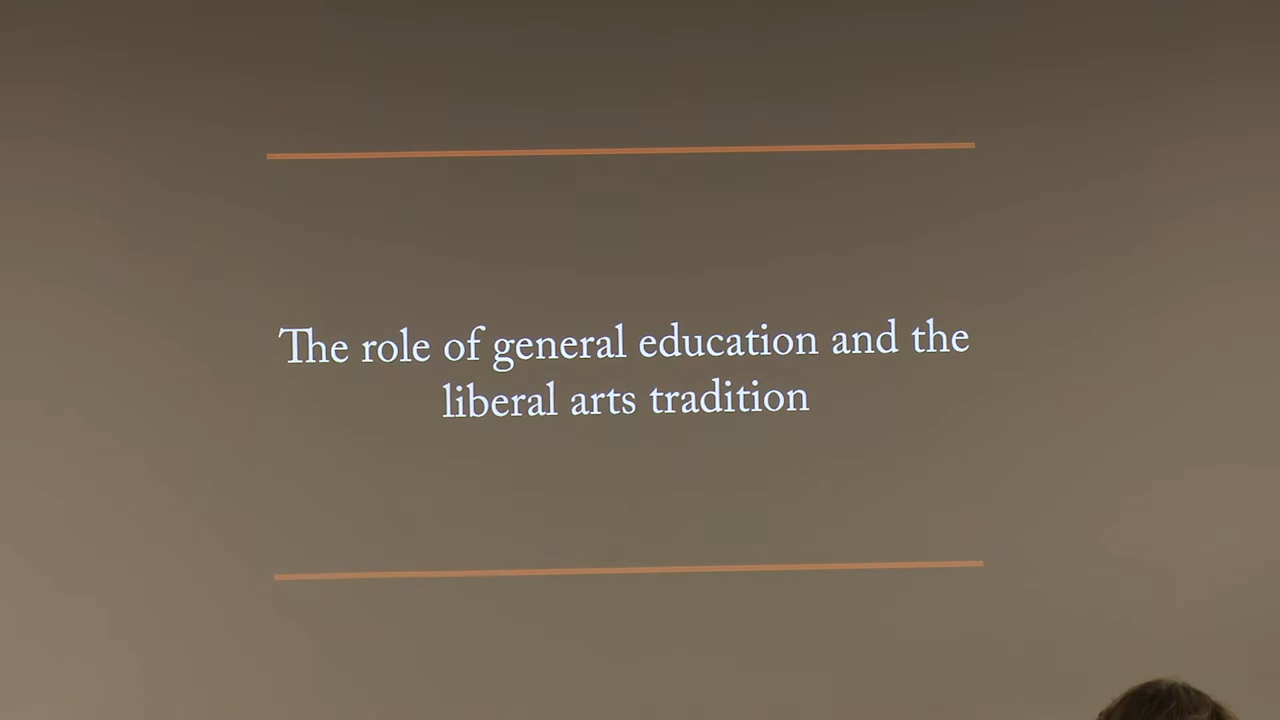 The role of general education and the
liberal arts tradition